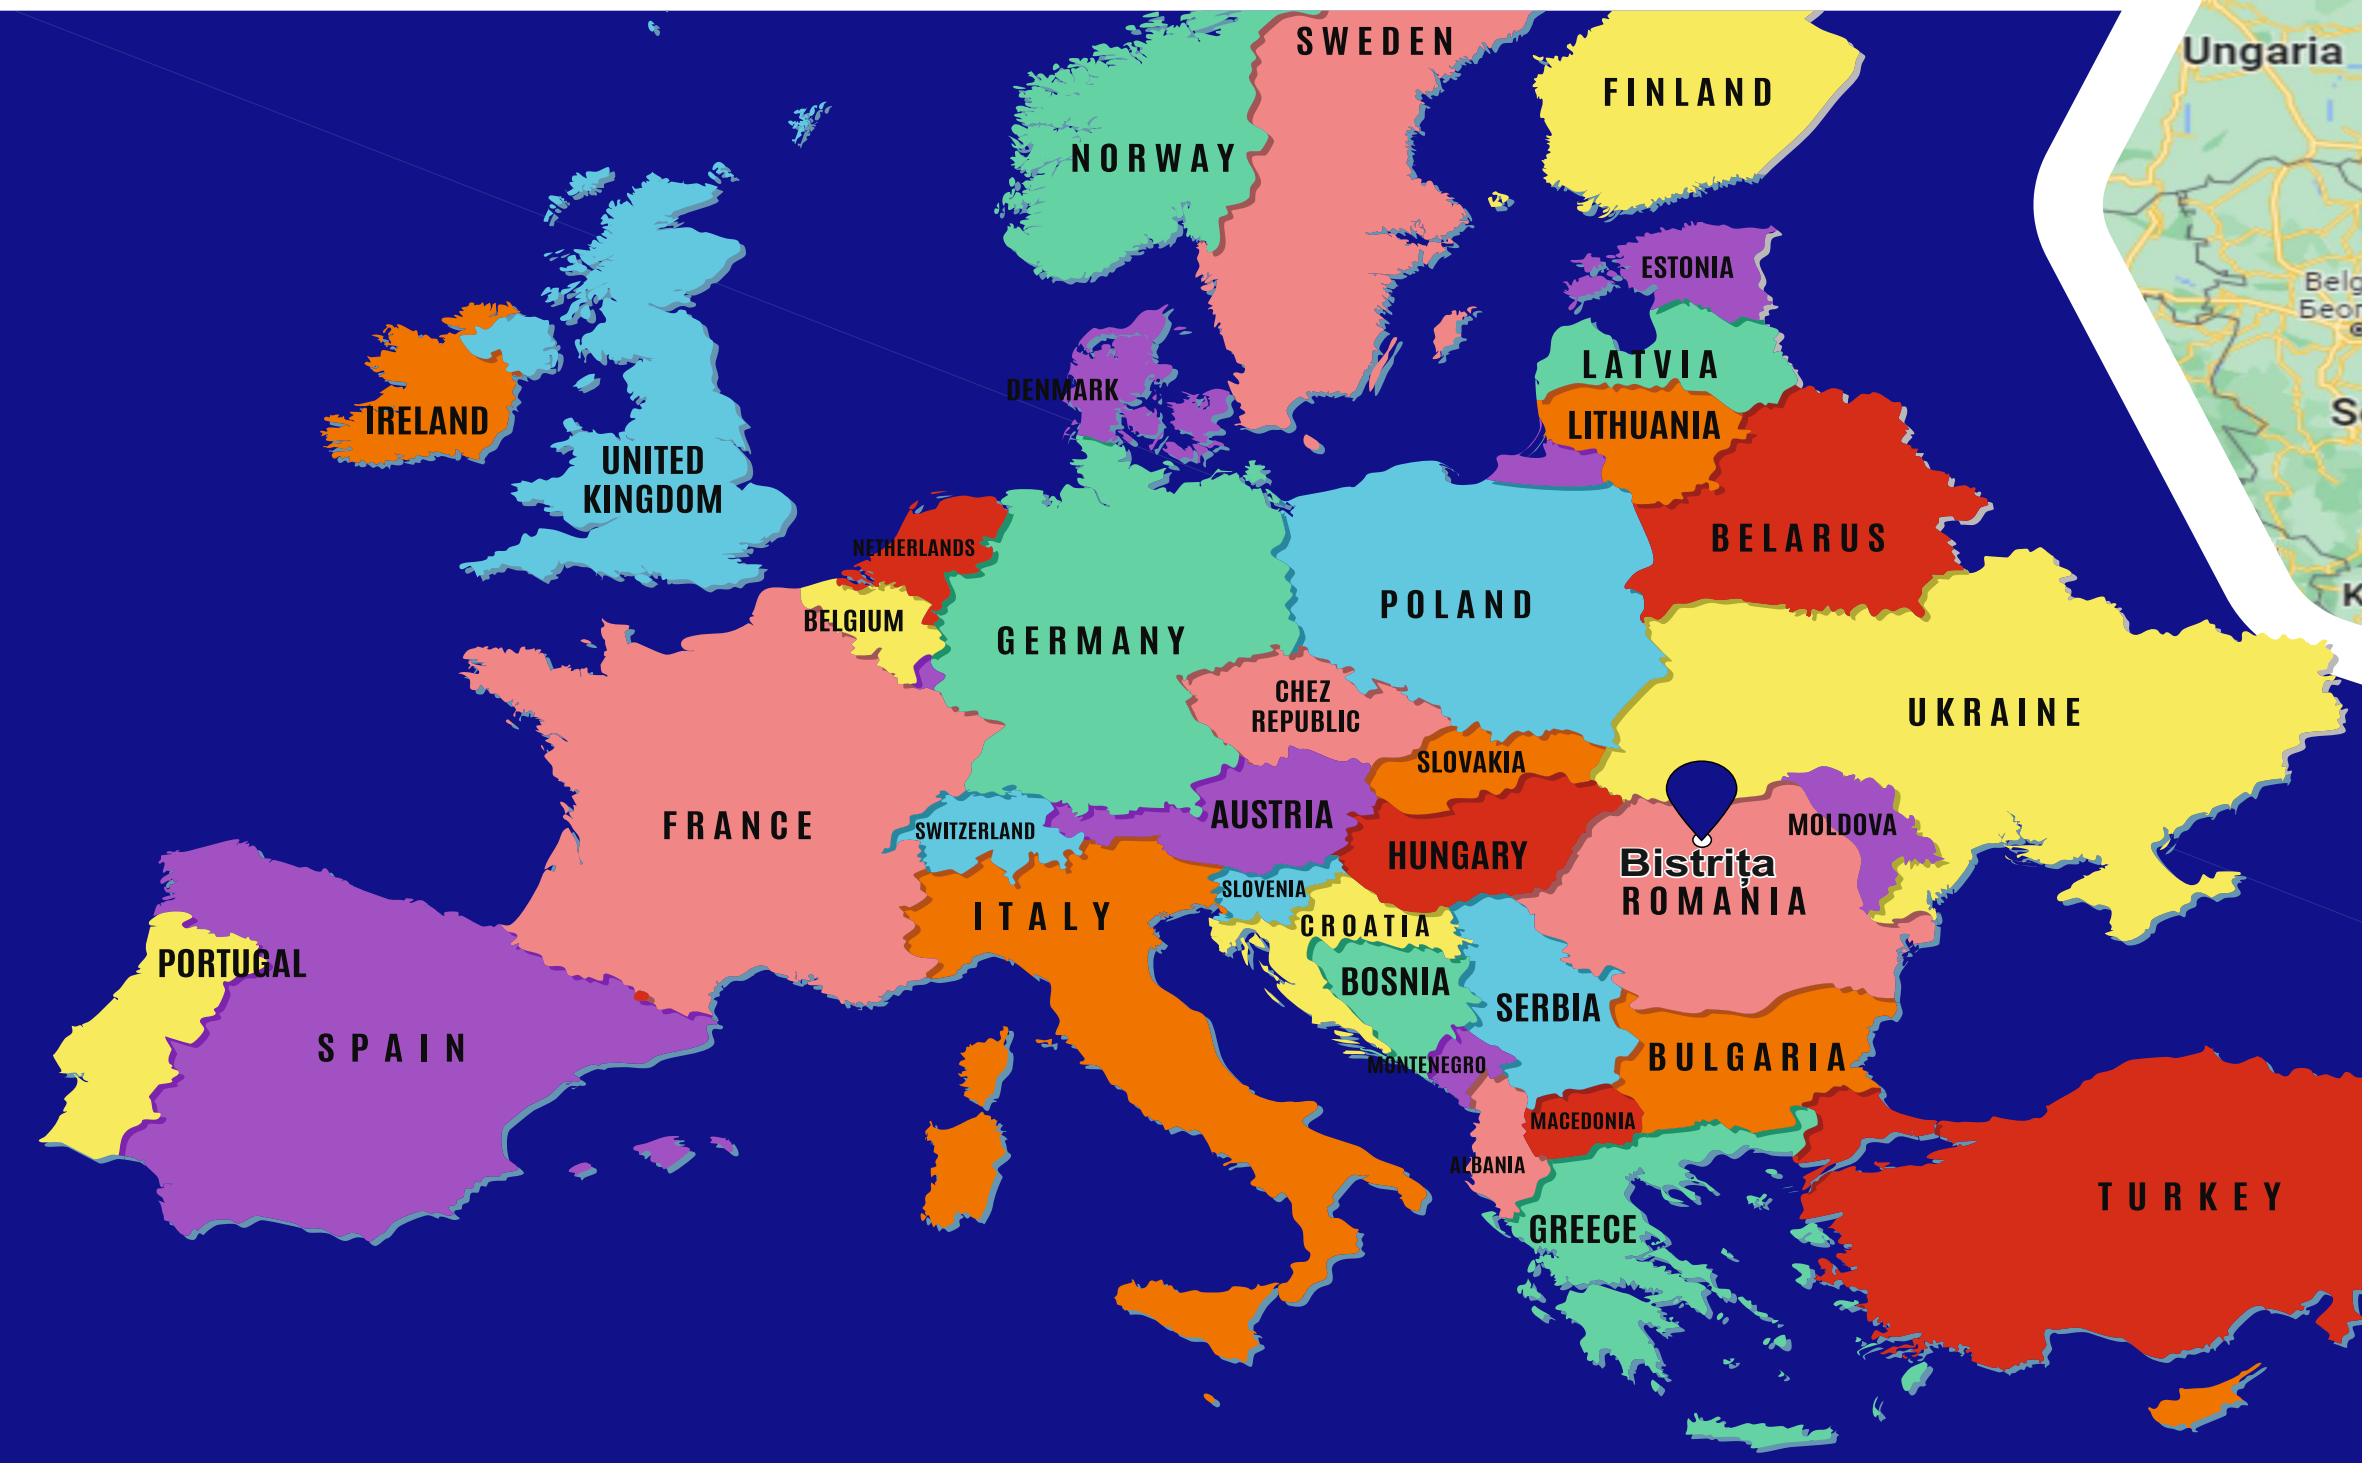 SWEDEN
Ungaria
FINLAND
NORWAY
ESTONIA
LATVIA
DENMARK
IRELAND
LITHUANIA
UNITED
KINGDOM
BELARUS
NETHERLANDS
POLAND
BELGIUM
GERMANY
CHEZ
REPUBLIC
UKRAINE
SLOVAKIA
AUSTRIA
FRANCE
SWITZERLAND
MOLDOVA
HUNGARY
Bistrița
ROMANIA
SLOVENIA
ITALY
CROATIA
PORTUGAL
BOSNIA
SERBIA
SPAIN
MONTENEGRO
BULGARIA
MACEDONIA
ALBANIA
TURKEY
GREECE